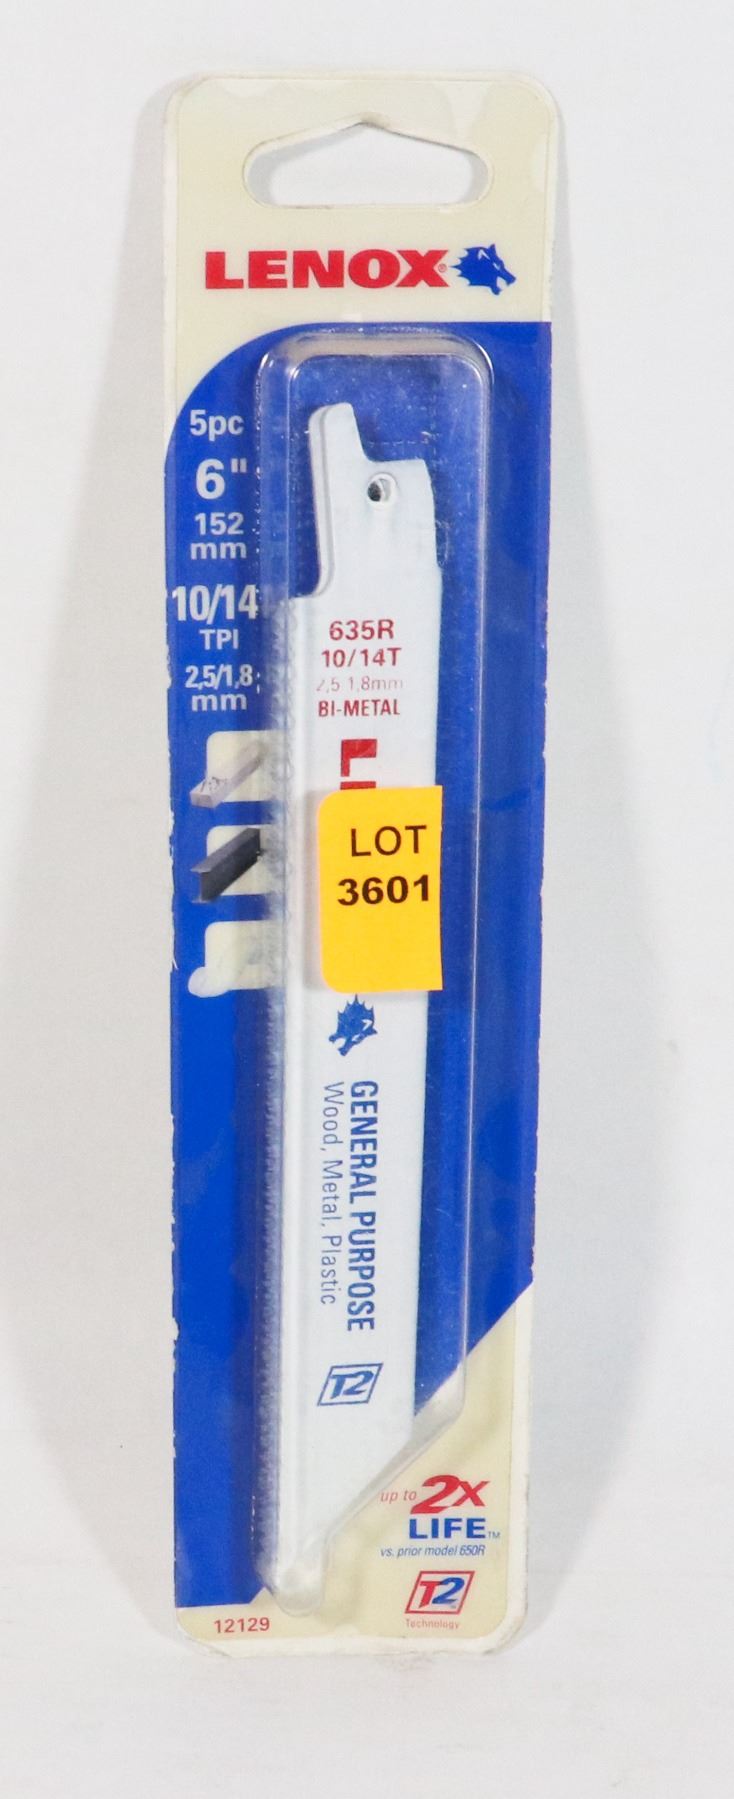 LENOX®
5pc
6"
152
mm
10/14
TPI
2,5/1,8
mm
635R
10/14T
2,5 1,8mm
BI-METAL
LOT
3601
GENERAL PURPOSE
Wood, Metal, Plastic
T2
up to 2X
LIFE™
vs. prior model 650R
T2
Technology
12129